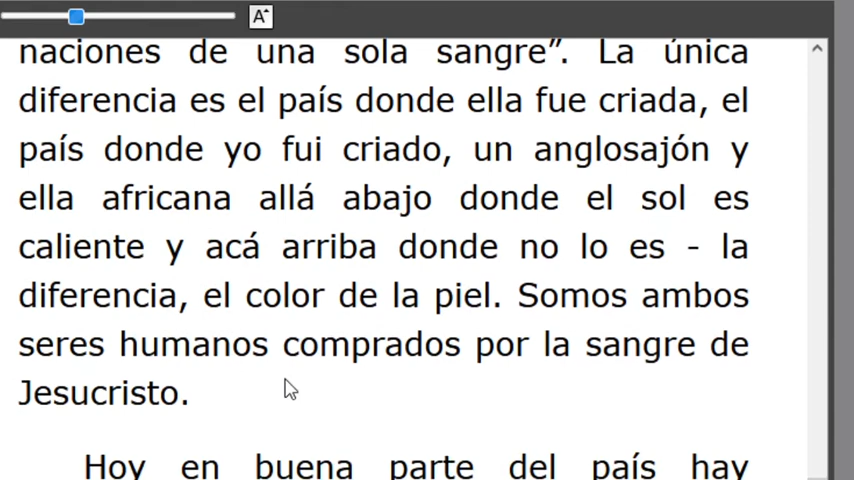 A
naciones de una sola sangre”. La única
diferencia es el país donde ella fue criada, el
país donde yo fui criado, un anglosajón y
ella africana allá abajo donde el sol es
caliente y acá arriba donde no lo es - la
diferencia, el color de la piel. Somos ambos
seres humanos comprados por la sangre de
Jesucristo.
Hoy en buena parte del país hay